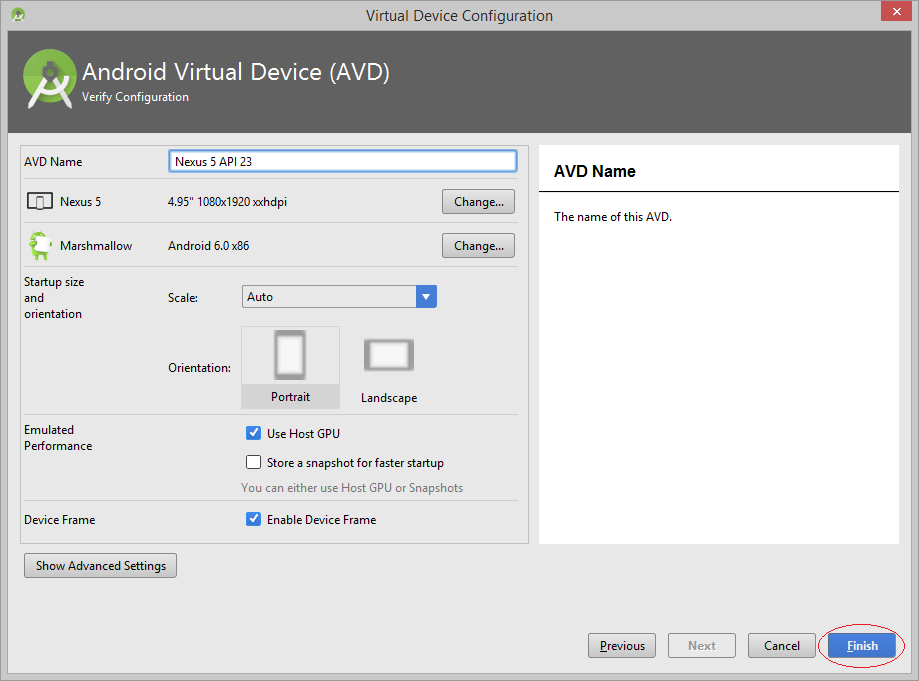 Virtual Device Configuration
Android Virtual Device (AVD)
Verify Configuration
AVD Name
Nexus 5 API 23
Nexus 5
4.95" 1080x1920 xxhdpi
Change...
Marshmallow
Android 6.0 x86
Change...
Startup size
and
orientation
Scale:
Auto
Orientation:
Portrait
Landscape
Emulated
Performance
Use Host GPU
Store a snapshot for faster startup
You can either use Host GPU or Snapshots
Device Frame
Enable Device Frame
Show Advanced Settings
AVD Name
The name of this AVD.
Previous
Next
Cancel
Finish